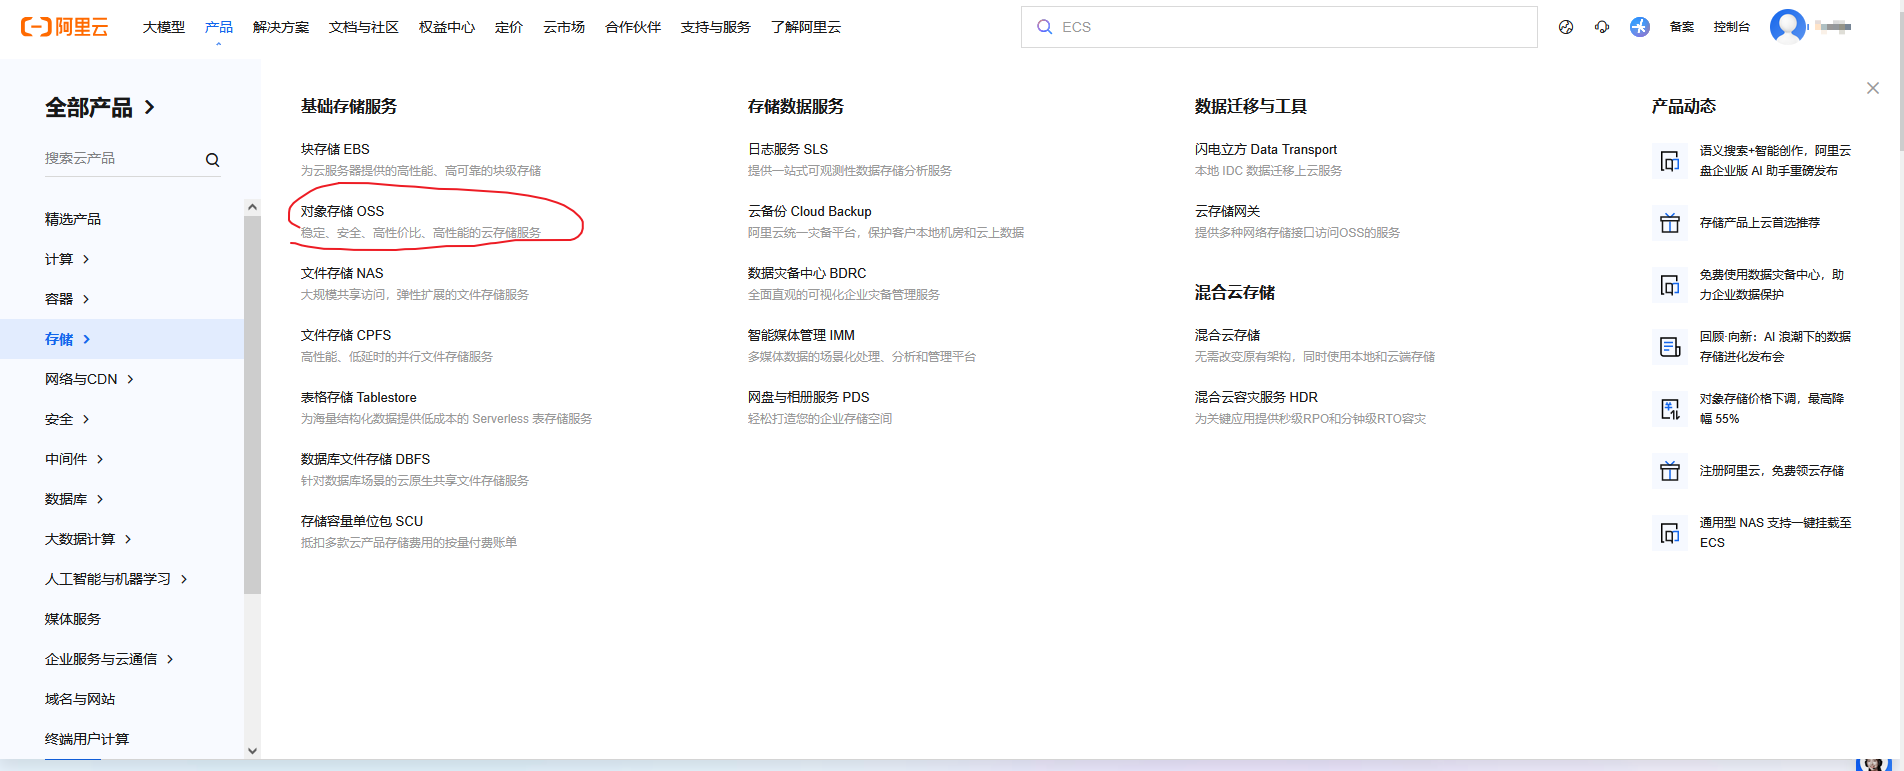 阿里云
大模型 产品 解决方案 文档与社区 权益中心 定价 云市场 合作伙伴 支持与服务 了解阿里云
ECS
备案 控制台
全部产品
搜索云产品
精选产品
计算
容器
存储
网络与CDN
安全
中间件
数据库
大数据计算
人工智能与机器学习
媒体服务
企业服务与云通信
域名与网站
终端用户计算
基础存储服务
块存储 EBS
为云服务器提供的高性能、高可靠的块级存储
对象存储 OSS
稳定、安全、高性价比、高性能的云存储服务
文件存储 NAS
大规模共享访问，弹性扩展的文件存储服务
文件存储 CPFS
高性能、低延时的并行文件存储服务
表格存储 Tablestore
为海量结构化数据提供低成本的 Serverless 表存储服务
数据库文件存储 DBFS
针对数据库场景的云原生共享文件存储服务
存储容量单位包 SCU
抵扣多款云产品存储费用的按量付费账单
存储数据服务
日志服务 SLS
提供一站式可观测性数据存储分析服务
云备份 Cloud Backup
阿里云统一灾备平台，保护客户本地机房和云上数据
数据灾备中心 BDRC
全面直观的可视化企业灾备管理服务
智能媒体管理 IMM
多媒体数据的场景化处理、分析和管理平台
网盘与相册服务 PDS
轻松打造您的企业存储空间
数据迁移与工具
闪电立方 Data Transport
本地 IDC 数据迁移上云服务
云存储网关
提供多种网络存储接口访问OSS的服务
混合云存储
混合云存储
无需改变原有架构，同时使用本地和云端存储
混合云容灾服务 HDR
为关键应用提供秒级RPO和分钟级RTO容灾
产品动态
语义搜索+智能创作，阿里云
盘企业版 AI 助手重磅发布
存储产品上云首选推荐
免费使用数据灾备中心，助
力企业数据保护
回顾·向新：AI 浪潮下的数据
存储进化发布会
对象存储价格下调，最高降
幅 55%
注册阿里云，免费领云存储
通用型 NAS 支持一键挂载至
ECS